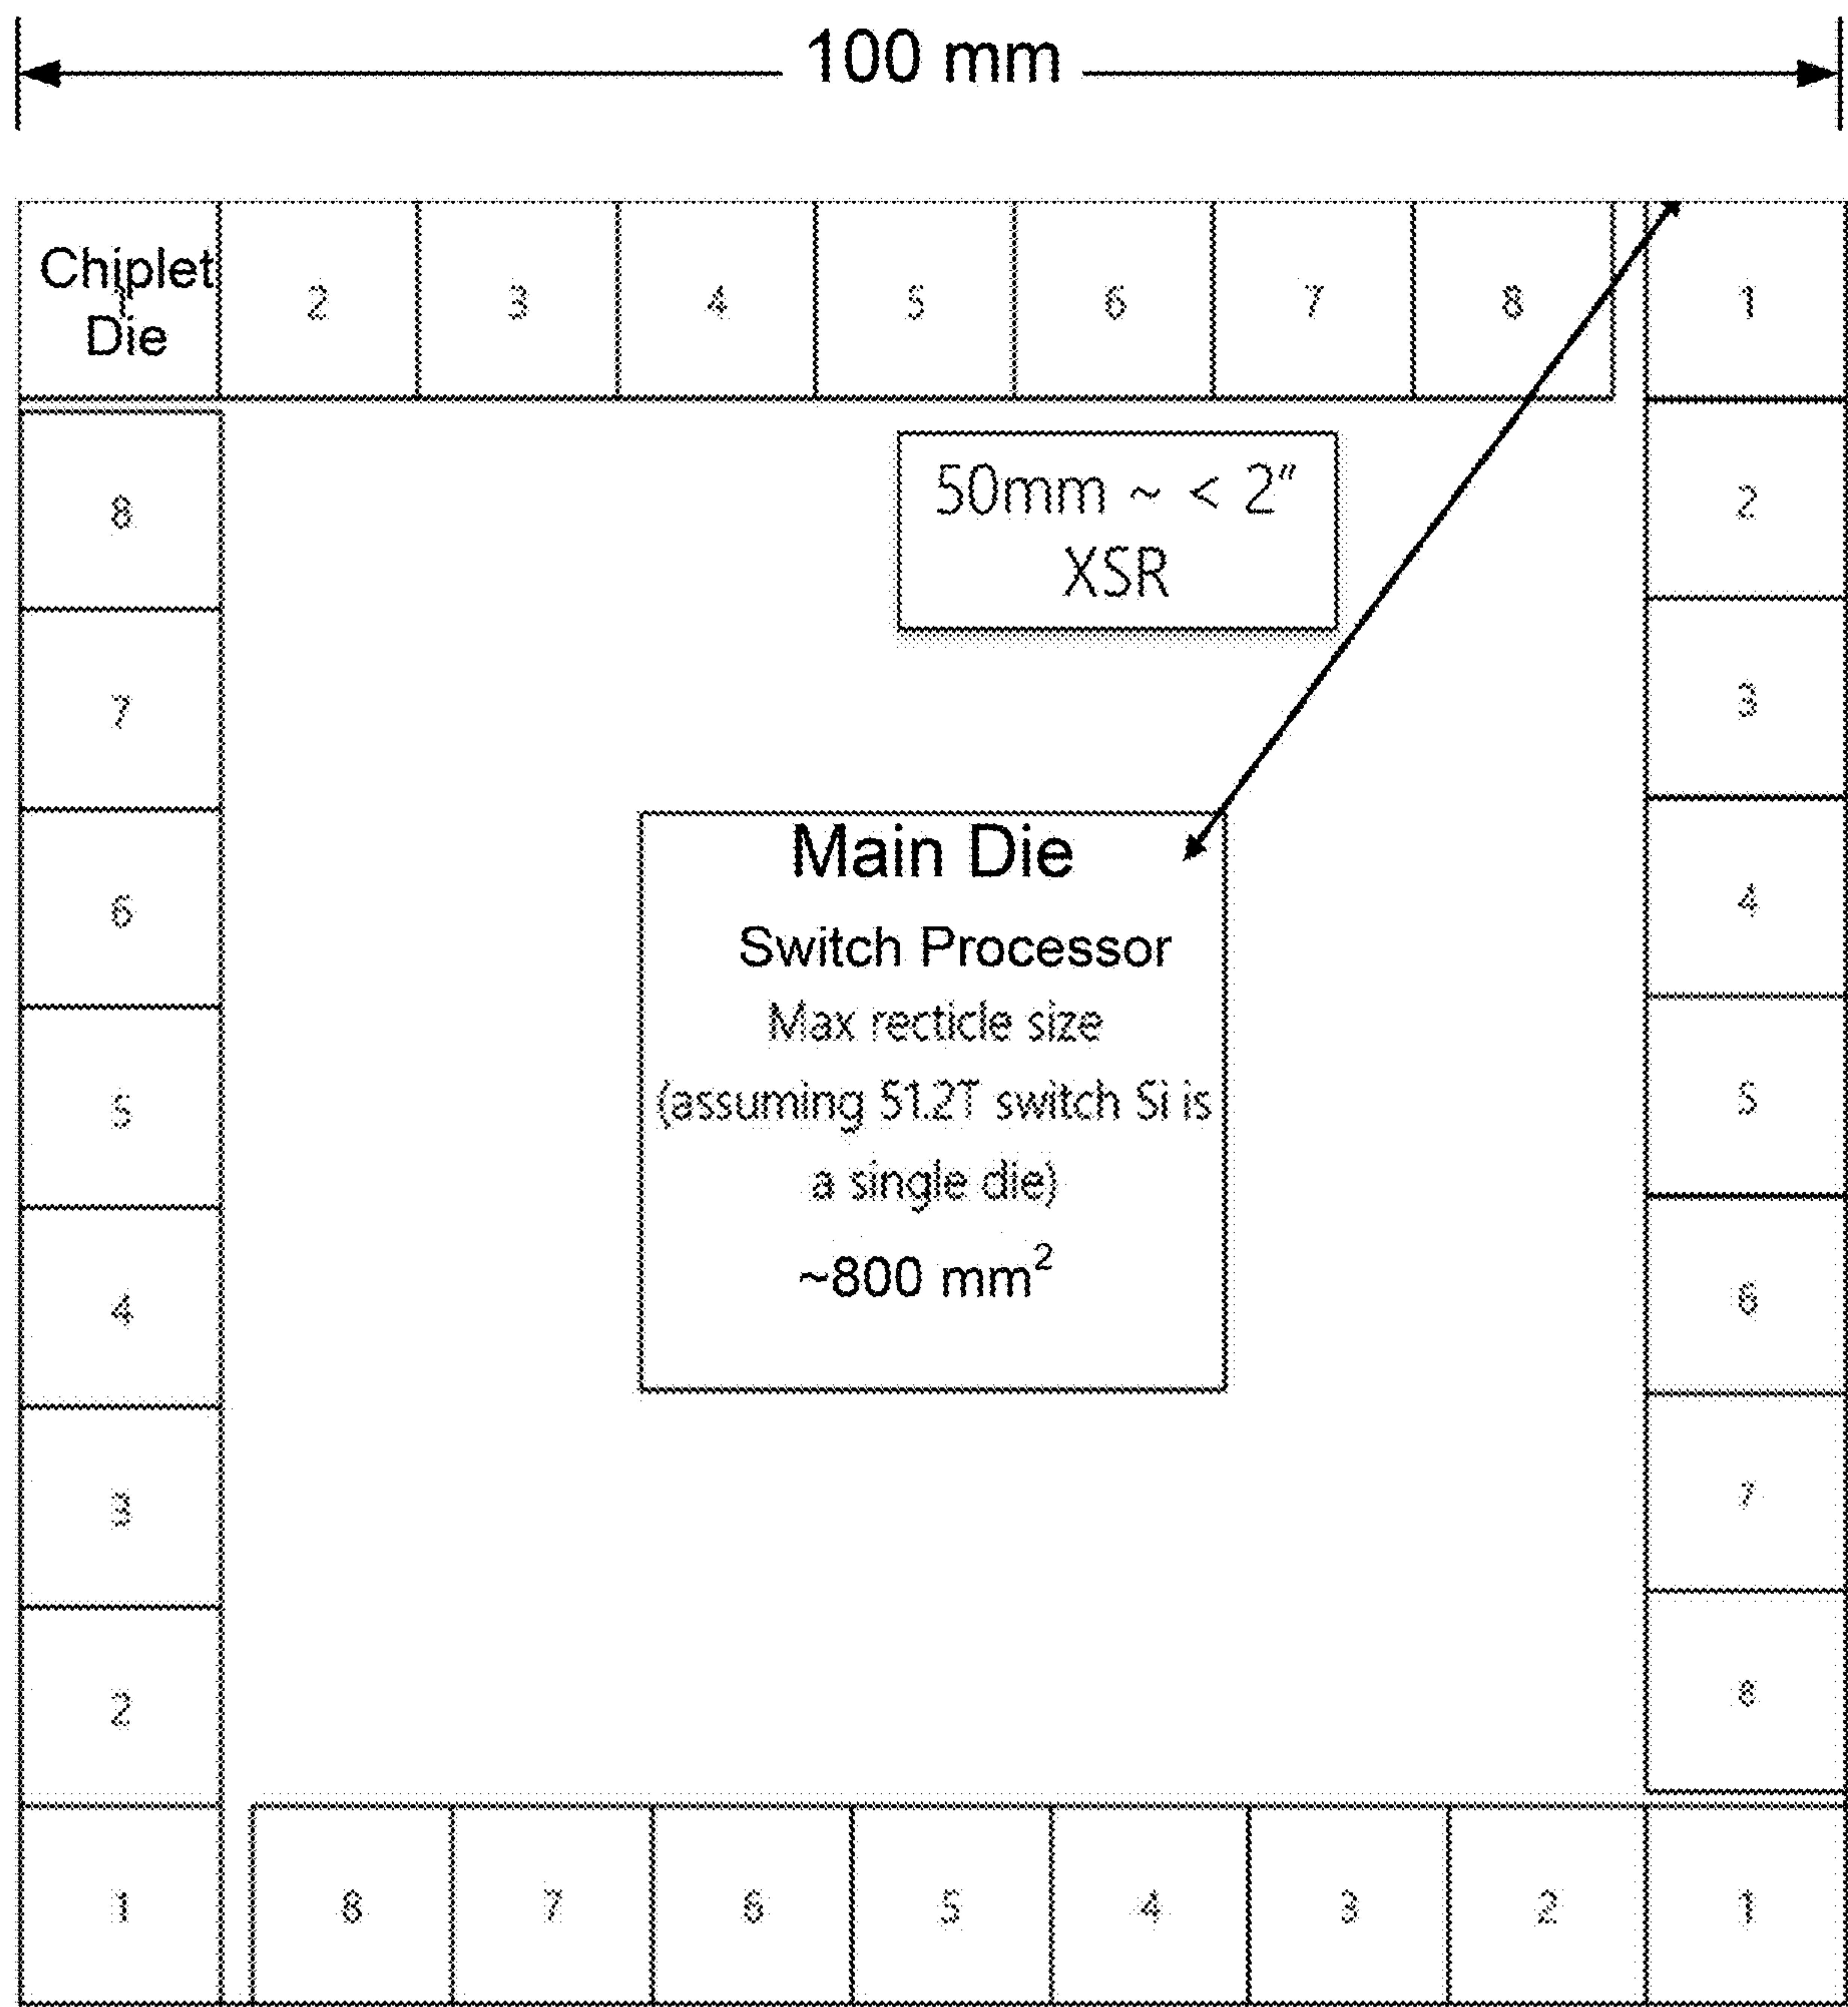 100 mm
Chiplet
1
Die
2 3 4 5 6 7 8 1
50mm ~ < 2"
XSR
8
7
6
5
4
3
2
1
Main Die
Switch Processor
Max recticle size
(assuming 51.2T switch Si is
a single die)
~800 mm²
2
3
4
5
6
7
8
8 7 6 5 4 3 2 1